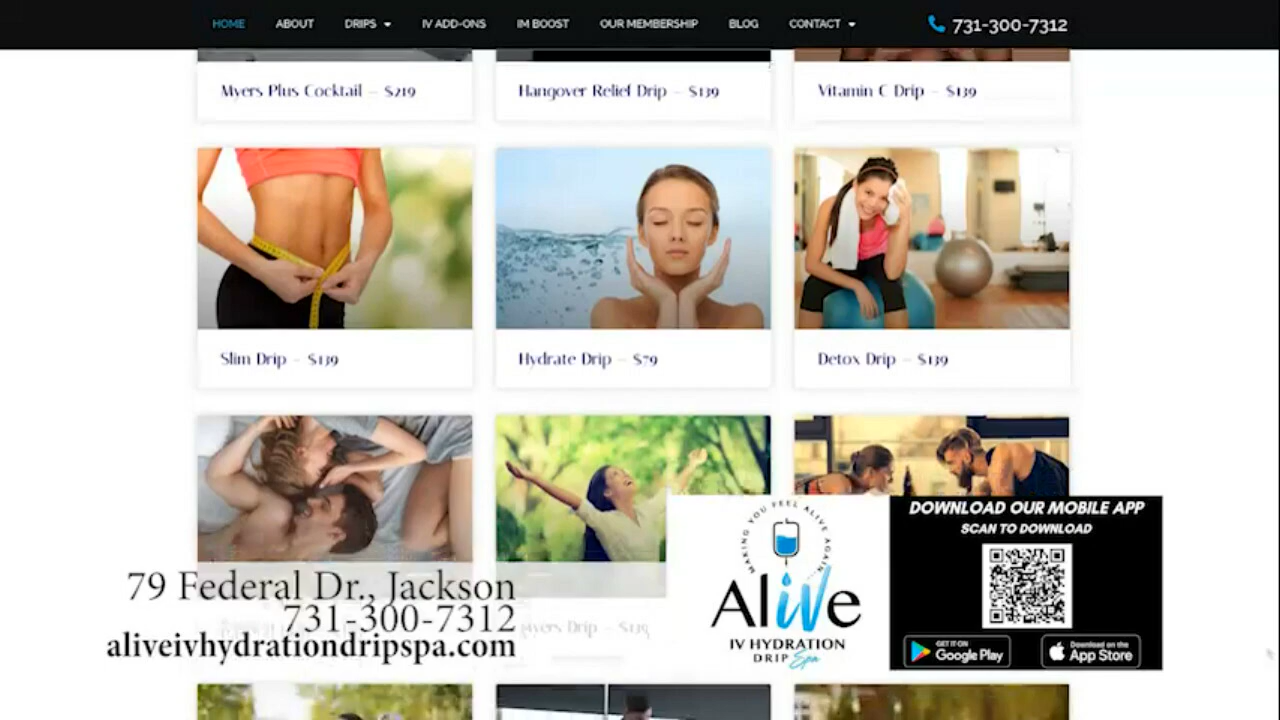 HOME ABOUT DRIPS IV ADD-ONS IM BOOST OUR MEMBERSHIP BLOG CONTACT 731-300-7312
Myers Plus Cocktail – $219
Hangover Relief Drip – $139
Vitamin C Drip – $139
Slim Drip – $139
Hydrate Drip – $79
Detox Drip – $139
79 Federal Dr., Jackson
731-300-7312
aliveivhydrationdripspa.com
Myers Drip – $139
MAKING YOU FEEL ALIVE AGAIN...
AlIVe
IV HYDRATION
DRIP Spa
DOWNLOAD OUR MOBILE APP
SCAN TO DOWNLOAD
GET IT ON
Google Play
Download on the
App Store